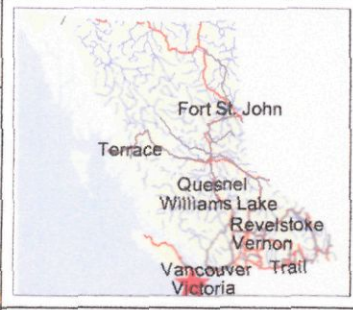 Fort St. John
Terrace
Quesnel
Williams Lake
Revelstoke
Vernon
Vancouver Trail
Victoria